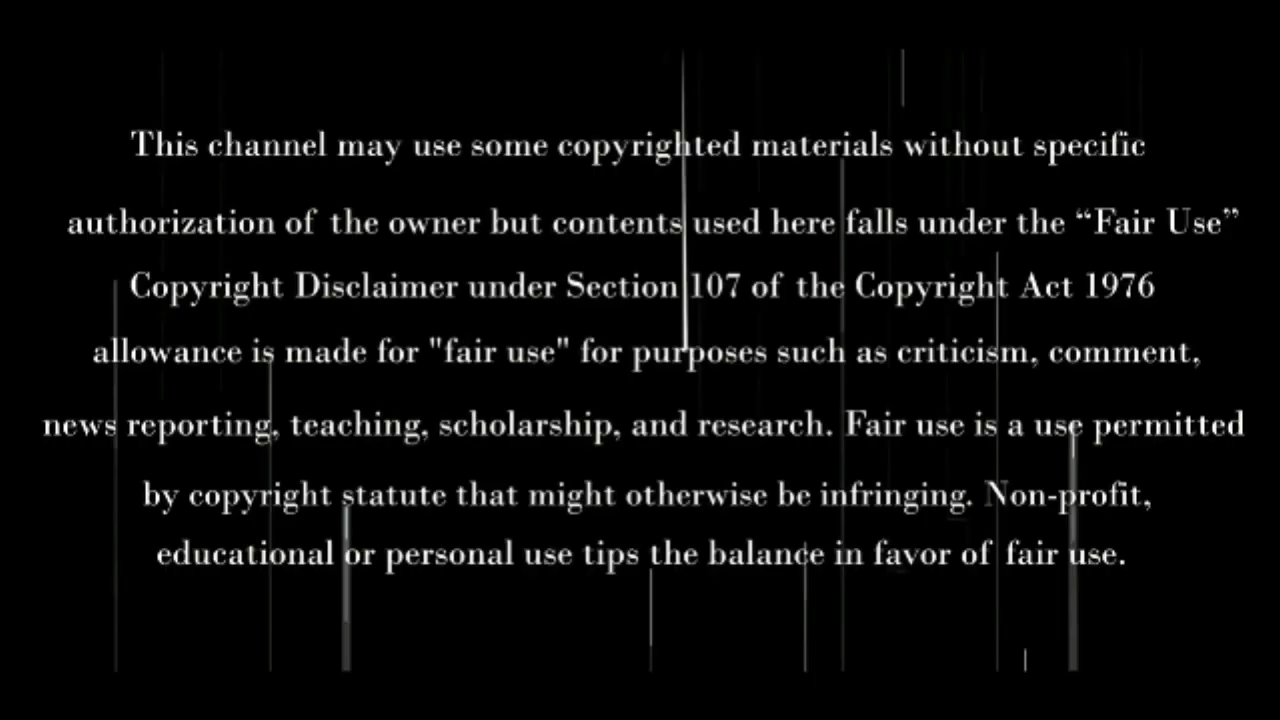 This channel may use some copyrighted materials without specific
authorization of the owner but contents used here falls under the “Fair Use”
Copyright Disclaimer under Section 107 of the Copyright Act 1976
allowance is made for "fair use" for purposes such as criticism, comment,
news reporting, teaching, scholarship, and research. Fair use is a use permitted
by copyright statute that might otherwise be infringing. Non-profit,
educational or personal use tips the balance in favor of fair use.